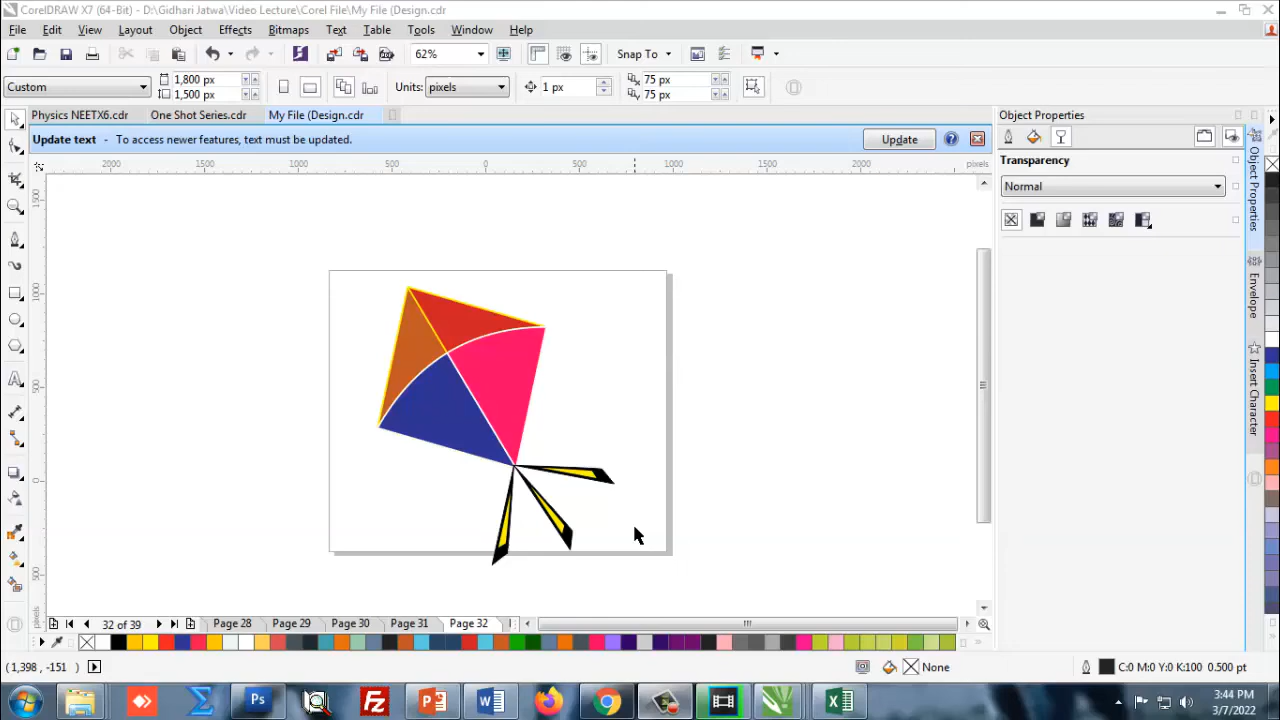 CorelDRAW X7 (64-Bit) - D:\Gidhari Jatwa\Video Lecture\Corel File\My File (Design.cdr
File Edit View Layout Object Effects Bitmaps Text Table Tools Window Help
62% Snap To
Custom 1,800 px 1,500 px Units: pixels 1 px 75 px 75 px
Physics NEETX6.cdr One Shot Series.cdr My File (Design.cdr
Update text - To access newer features, text must be updated. Update
2000 1500 1000 500 0 500 1000 1500 2000 pixels
1500
1000
500
0
500
pixels
Object Properties
Transparency
Normal
Object Properties
Envelope
Insert Character
32 of 39 Page 28 Page 29 Page 30 Page 31 Page 32
(1,398 , -151 ) None C:0 M:0 Y:0 K:100 0.500 pt
3:44 PM
3/7/2022